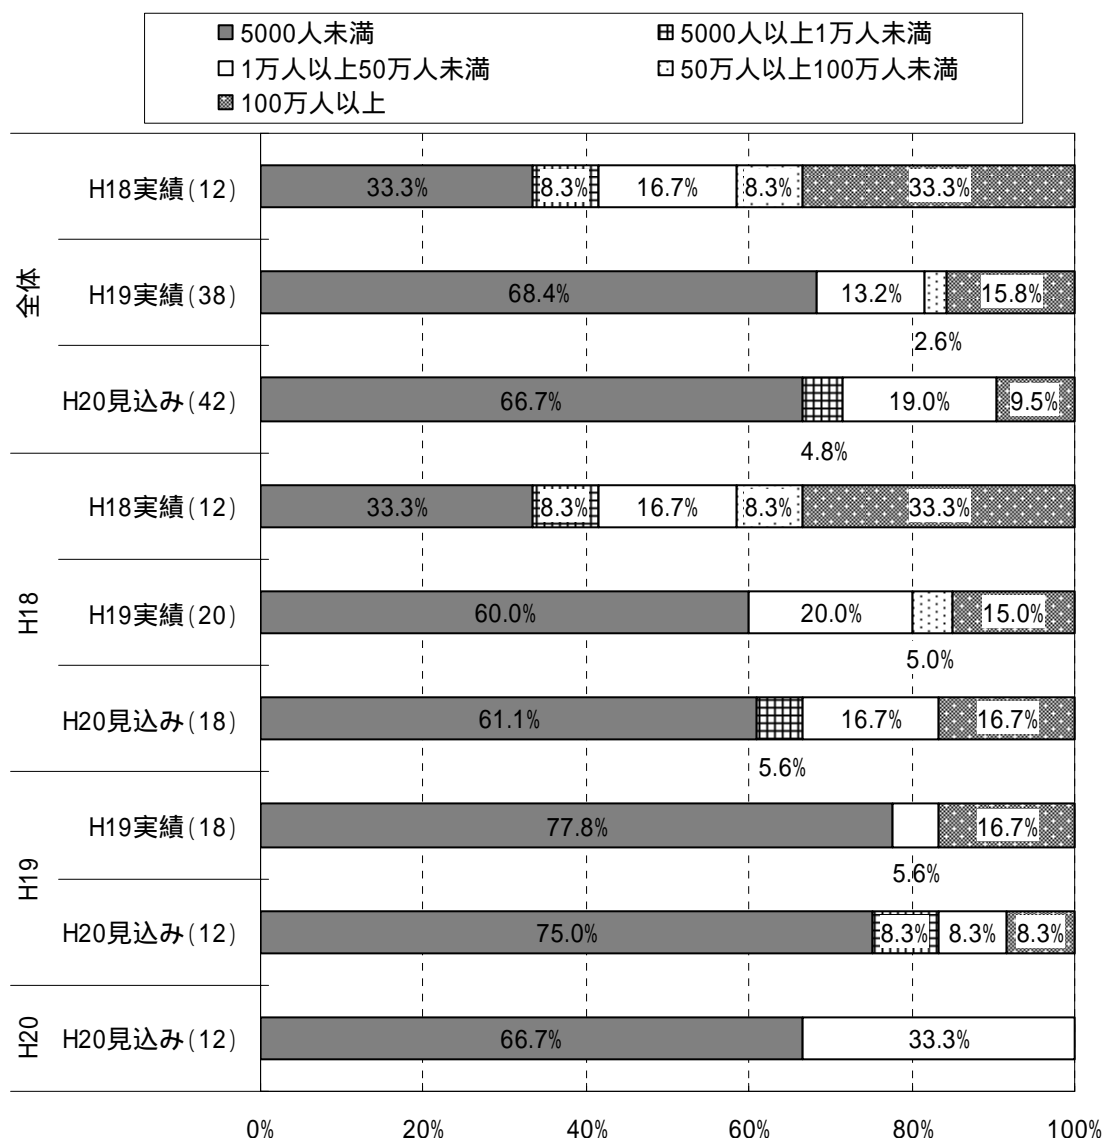 5000人未満 5000人以上1万人未満
1万人以上50万人未満 50万人以上100万人未満
100万人以上
全体
H18実績(12) 33.3% 8.3% 16.7% 8.3% 33.3%
H19実績(38) 68.4% 13.2% 15.8%
2.6%
H20見込み(42) 66.7% 19.0% 9.5%
4.8%
H18
H18実績(12) 33.3% 8.3% 16.7% 8.3% 33.3%
H19実績(20) 60.0% 20.0% 15.0%
5.0%
H20見込み(18) 61.1% 16.7% 16.7%
5.6%
H19
H19実績(18) 77.8% 16.7%
5.6%
H20見込み(12) 75.0% 8.3% 8.3% 8.3%
H20
H20見込み(12) 66.7% 33.3%
0% 20% 40% 60% 80% 100%